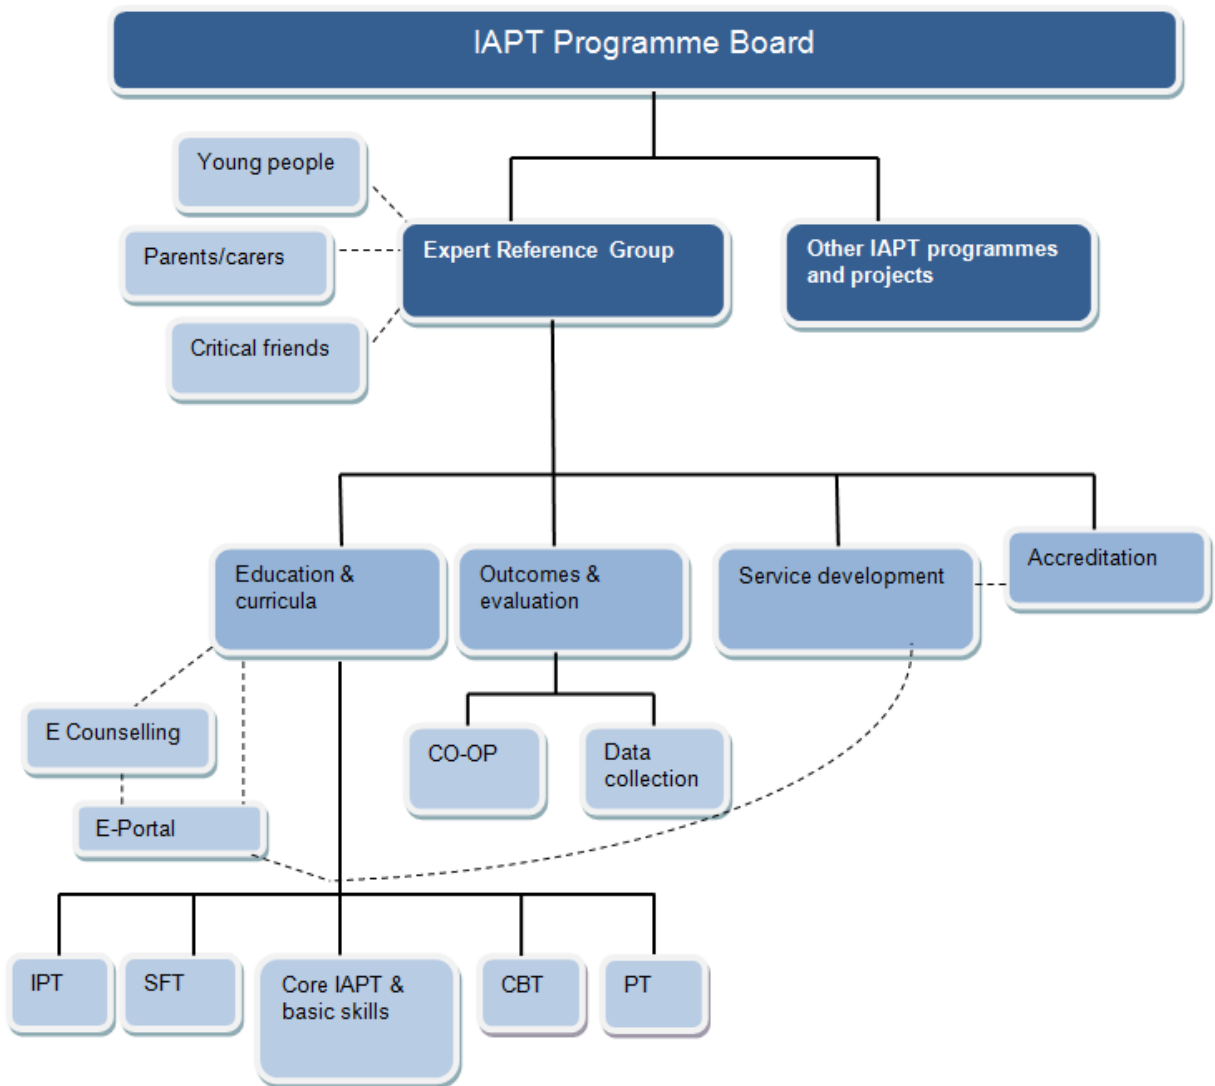 IAPT Programme Board
Young people
Parents/carers
Critical friends
Expert Reference  Group
Other IAPT programmes
and projects
Education &
curricula
Outcomes &
evaluation
Service development
Accreditation
E Counselling
E-Portal
CO-OP
Data
collection
IPT
SFT
Core IAPT &
basic skills
CBT
PT